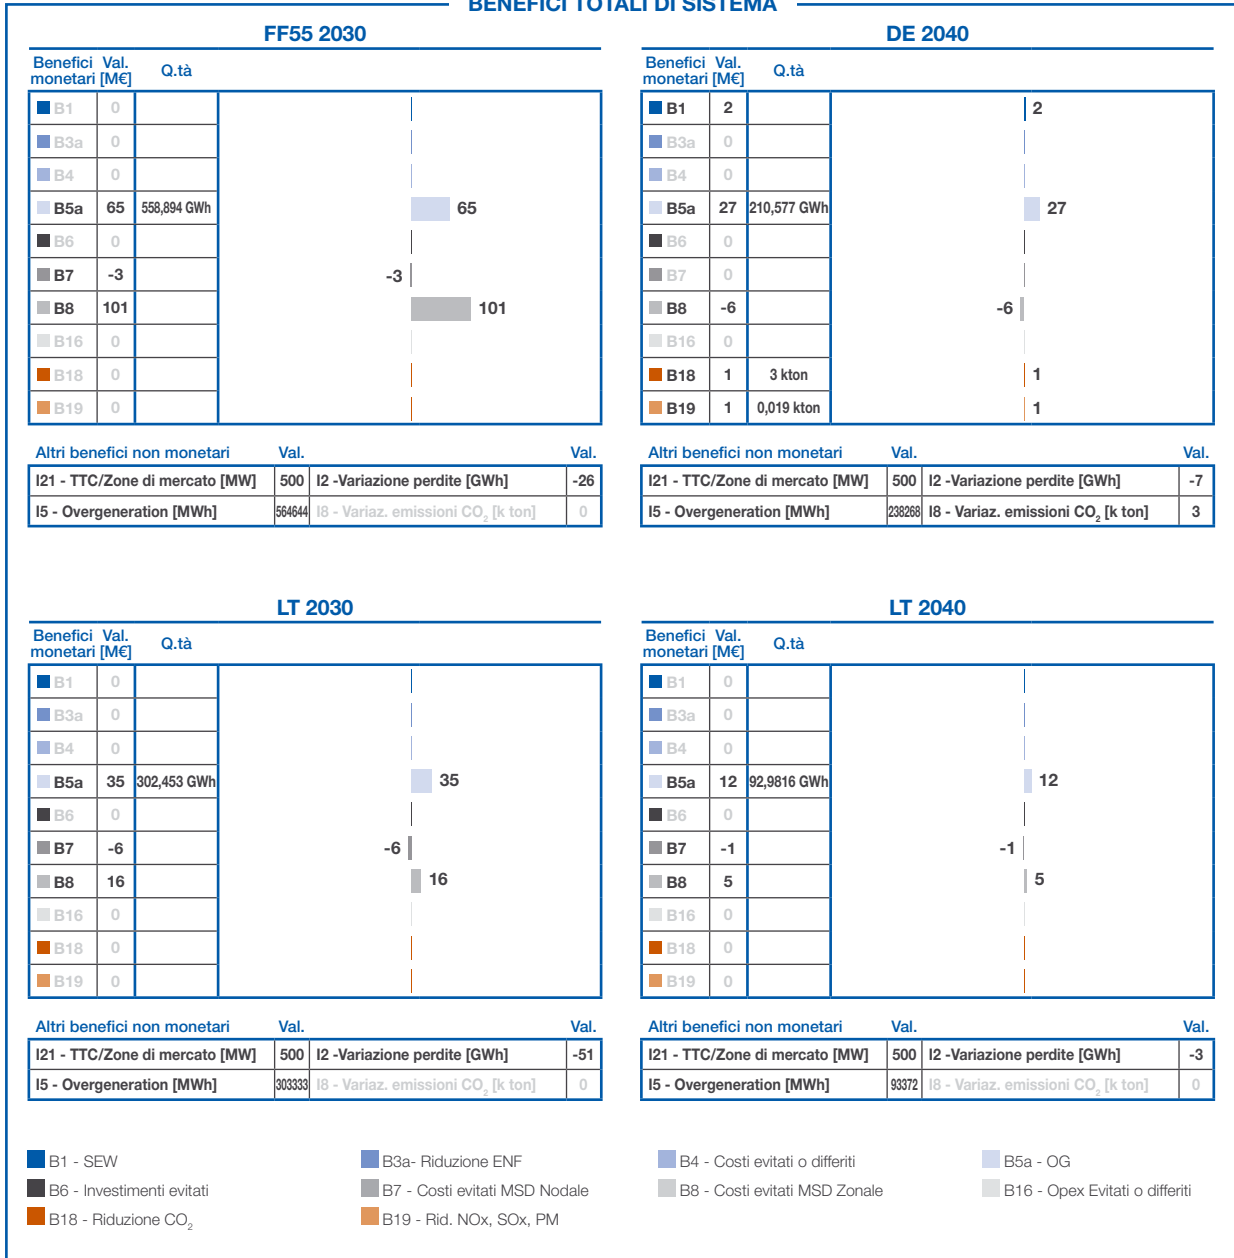 BENEFICI TOTALI DI SISTEMA
FF55 2030
Benefici Val. Q.tà
monetari [M€]
B1 0
B3a 0
B4 0
B5a 65 558,894 GWh 65
B6 0
B7 -3 -3
B8 101 101
B16 0
B18 0
B19 0
Altri benefici non monetari Val. Val.
I21 - TTC/Zone di mercato [MW] 500 I2 -Variazione perdite [GWh] -26
I5 - Overgeneration [MWh] 564644 I8 - Variaz. emissioni CO2 [k ton] 0
DE 2040
Benefici Val. Q.tà
monetari [M€]
B1 2 2
B3a 0
B4 0
B5a 27 210,577 GWh 27
B6 0
B7 0
B8 -6 -6
B16 0
B18 1 3 kton 1
B19 1 0,019 kton 1
Altri benefici non monetari Val. Val.
I21 - TTC/Zone di mercato [MW] 500 I2 -Variazione perdite [GWh] -7
I5 - Overgeneration [MWh] 238268 I8 - Variaz. emissioni CO2 [k ton] 3
LT 2030
Benefici Val. Q.tà
monetari [M€]
B1 0
B3a 0
B4 0
B5a 35 302,453 GWh 35
B6 0
B7 -6 -6
B8 16 16
B16 0
B18 0
B19 0
Altri benefici non monetari Val. Val.
I21 - TTC/Zone di mercato [MW] 500 I2 -Variazione perdite [GWh] -51
I5 - Overgeneration [MWh] 303333 I8 - Variaz. emissioni CO2 [k ton] 0
LT 2040
Benefici Val. Q.tà
monetari [M€]
B1 0
B3a 0
B4 0
B5a 12 92,9816 GWh 12
B6 0
B7 -1 -1
B8 5 5
B16 0
B18 0
B19 0
Altri benefici non monetari Val. Val.
I21 - TTC/Zone di mercato [MW] 500 I2 -Variazione perdite [GWh] -3
I5 - Overgeneration [MWh] 93372 I8 - Variaz. emissioni CO2 [k ton] 0
B1 - SEW B3a- Riduzione ENF B4 - Costi evitati o differiti B5a - OG
B6 - Investimenti evitati B7 - Costi evitati MSD Nodale B8 - Costi evitati MSD Zonale B16 - Opex Evitati o differiti
B18 - Riduzione CO2 B19 - Rid. NOx, SOx, PM